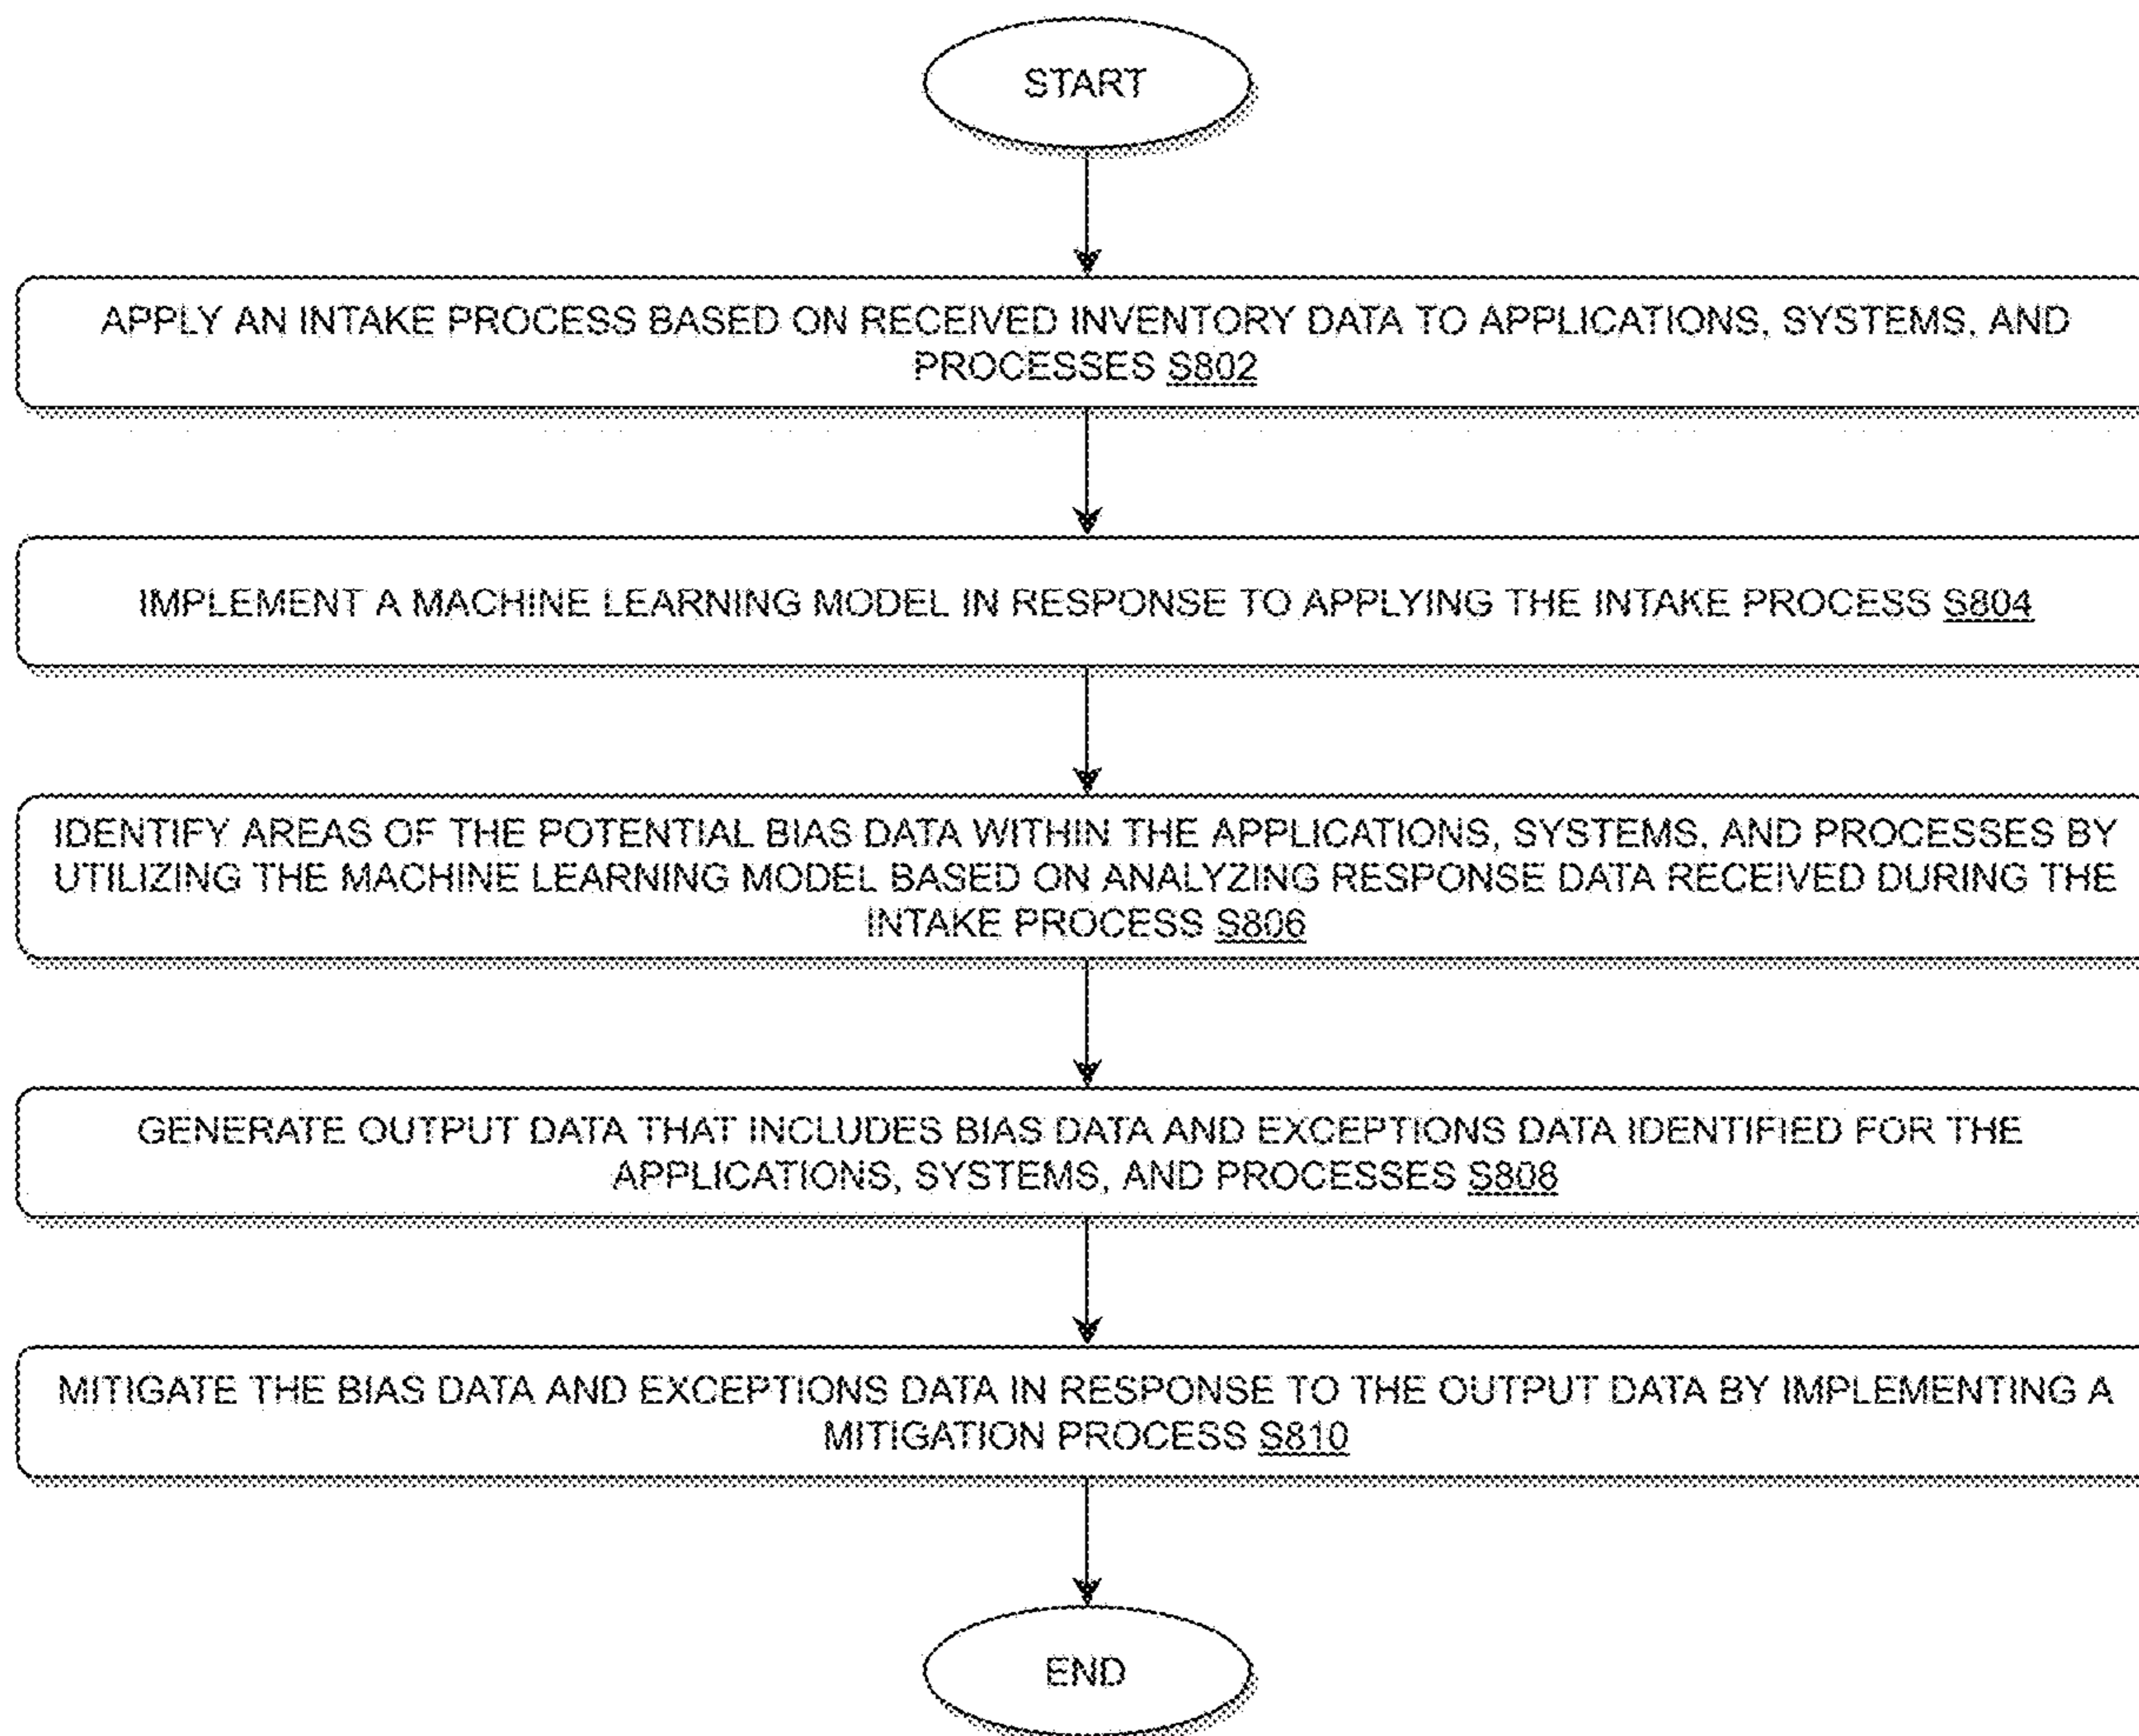 START
APPLY AN INTAKE PROCESS BASED ON RECEIVED INVENTORY DATA TO APPLICATIONS, SYSTEMS, AND
PROCESSES S802
IMPLEMENT A MACHINE LEARNING MODEL IN RESPONSE TO APPLYING THE INTAKE PROCESS S804
IDENTIFY AREAS OF THE POTENTIAL BIAS DATA WITHIN THE APPLICATIONS, SYSTEMS, AND PROCESSES BY
UTILIZING THE MACHINE LEARNING MODEL BASED ON ANALYZING RESPONSE DATA RECEIVED DURING THE
INTAKE PROCESS S806
GENERATE OUTPUT DATA THAT INCLUDES BIAS DATA AND EXCEPTIONS DATA IDENTIFIED FOR THE
APPLICATIONS, SYSTEMS, AND PROCESSES S808
MITIGATE THE BIAS DATA AND EXCEPTIONS DATA IN RESPONSE TO THE OUTPUT DATA BY IMPLEMENTING A
MITIGATION PROCESS S810
END